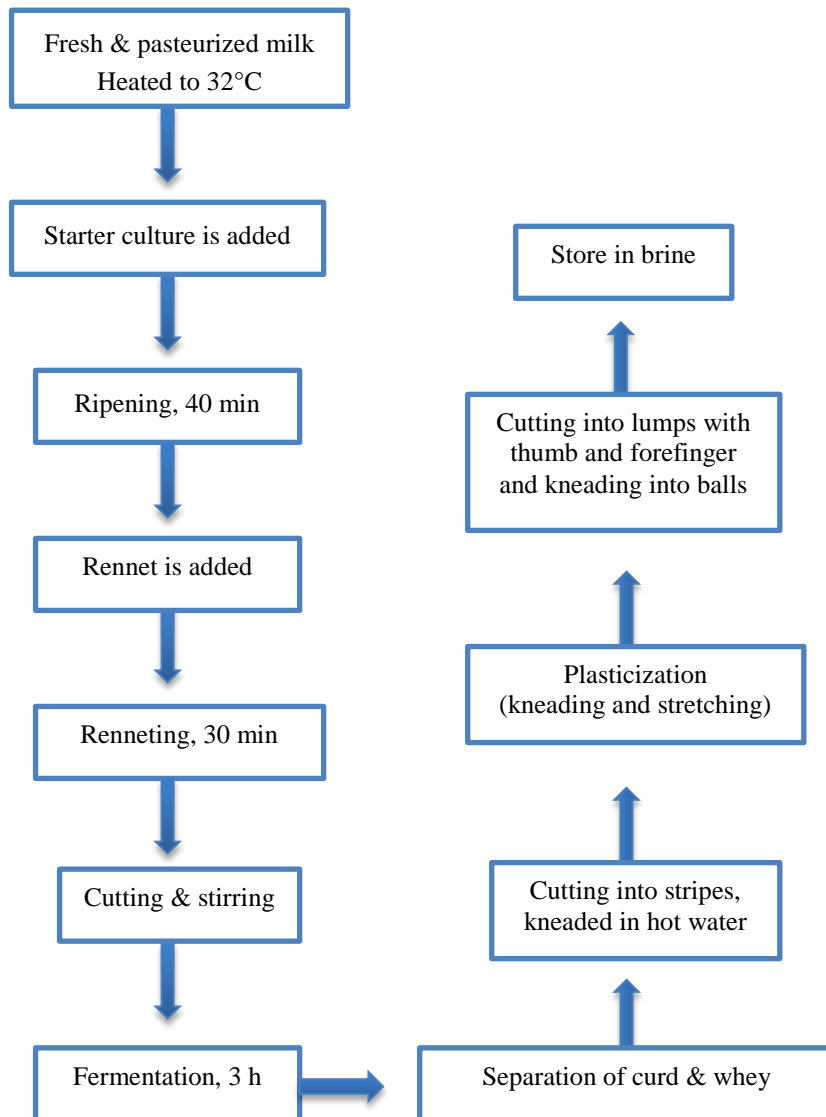 Fresh & pasteurized milk
Heated to 32°C
Starter culture is added
Ripening, 40 min
Rennet is added
Renneting, 30 min
Cutting & stirring
Fermentation, 3 h
Separation of curd & whey
Cutting into stripes,
kneaded in hot water
Plasticization
(kneading and stretching)
Cutting into lumps with
thumb and forefinger
and kneading into balls
Store in brine